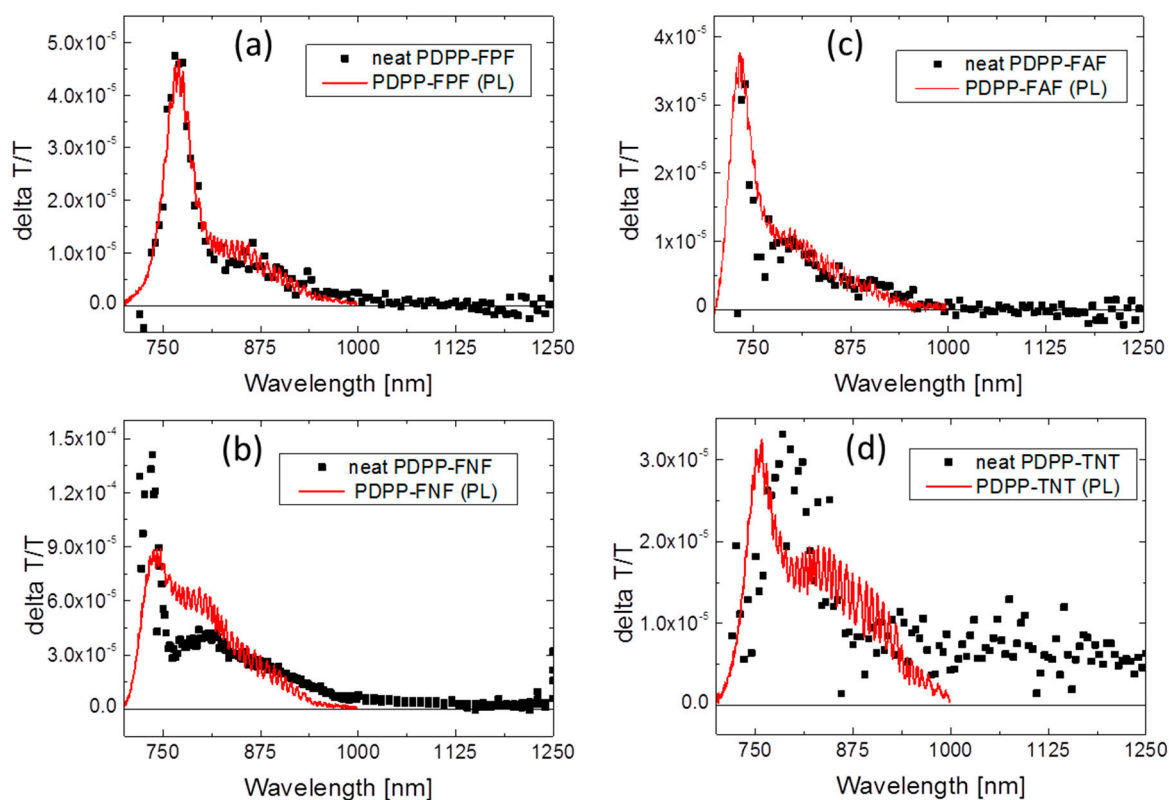 (a)
neat PDPP-FPF
PDPP-FPF (PL)
5.0x10⁻⁵
4.0x10⁻⁵
3.0x10⁻⁵
2.0x10⁻⁵
1.0x10⁻⁵
0.0
delta T/T
750 875 1000 1125 1250
Wavelength [nm]
(c)
neat PDPP-FAF
PDPP-FAF (PL)
4x10⁻⁵
3x10⁻⁵
2x10⁻⁵
1x10⁻⁵
0
delta T/T
750 875 1000 1125 1250
Wavelength [nm]
(b)
neat PDPP-FNF
PDPP-FNF (PL)
1.5x10⁻⁴
1.2x10⁻⁴
9.0x10⁻⁵
6.0x10⁻⁵
3.0x10⁻⁵
0.0
delta T/T
750 875 1000 1125 1250
Wavelength [nm]
(d)
neat PDPP-TNT
PDPP-TNT (PL)
3.0x10⁻⁵
2.0x10⁻⁵
1.0x10⁻⁵
0.0
delta T/T
750 875 1000 1125 1250
Wavelength [nm]